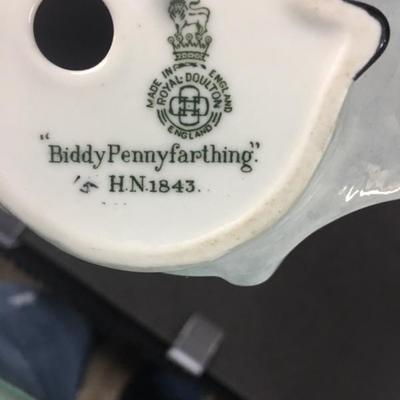 MADE IN ENGLAND
ROYAL·DOULTON
ENGLAND
"Biddy Pennyfarthing".
H.N.1843.